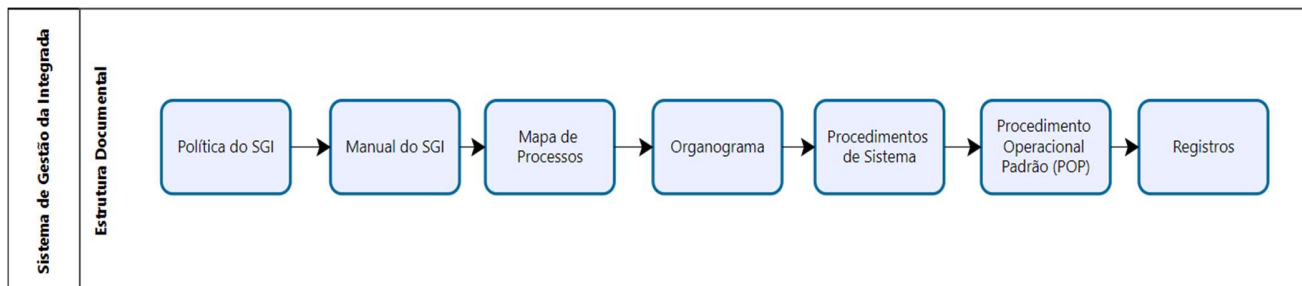 Sistema de Gestão da Integrada
Estrutura Documental
Política do SGI
Manual do SGI
Mapa de
Processos
Organograma
Procedimentos
de Sistema
Procedimento
Operacional
Padrão (POP)
Registros